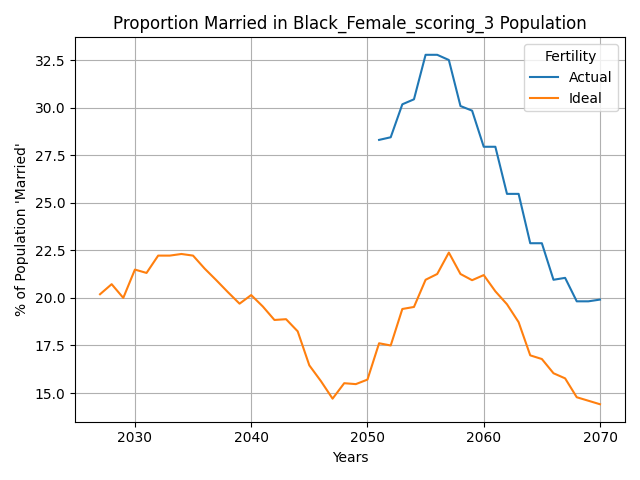 Proportion Married in Black_Female_scoring_3 Population
% of Population 'Married'
32.5
30.0
27.5
25.0
22.5
20.0
17.5
15.0
Fertility
Actual
Ideal
2030 2040 2050 2060 2070
Years